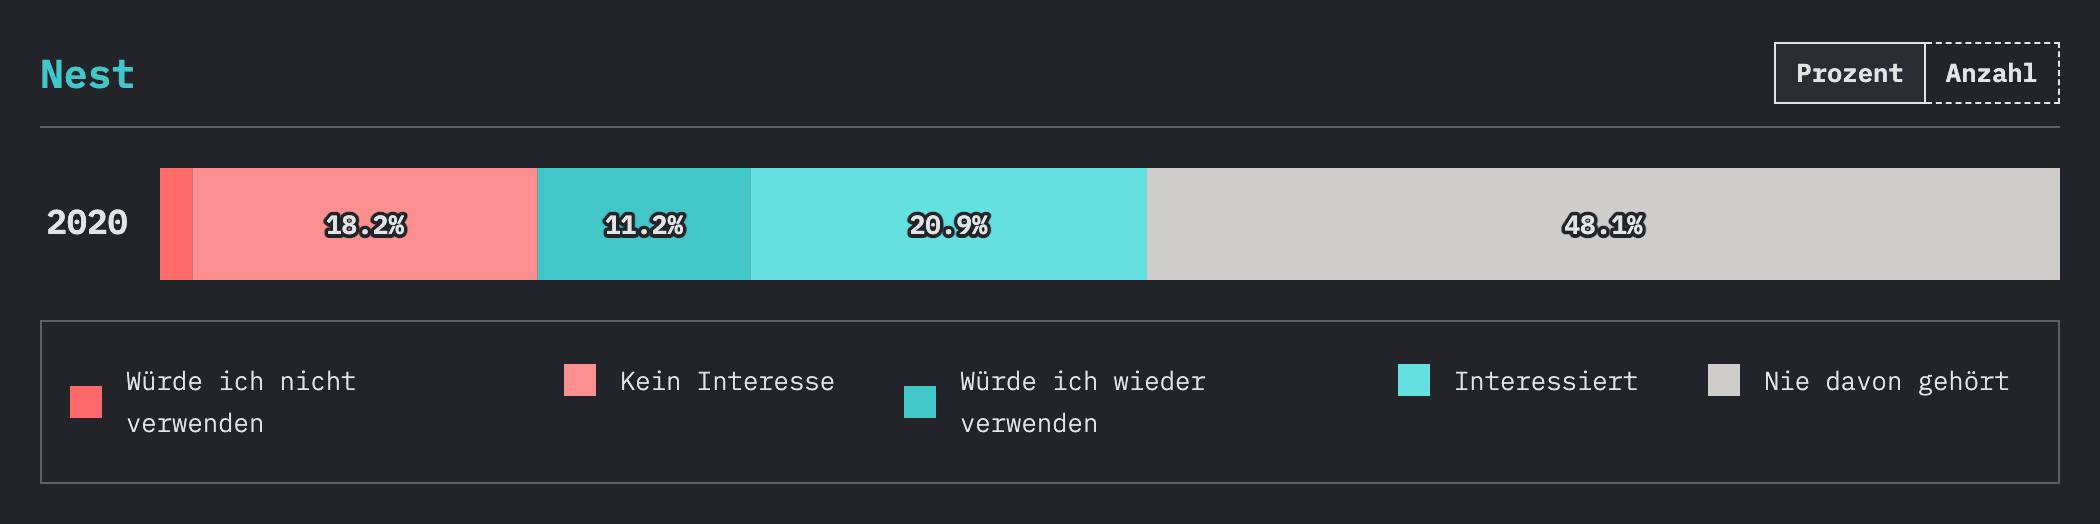 Nest
Prozent Anzahl
2020 18.2% 11.2% 20.9% 48.1%
Würde ich nicht verwenden
Kein Interesse
Würde ich wieder verwenden
Interessiert
Nie davon gehört